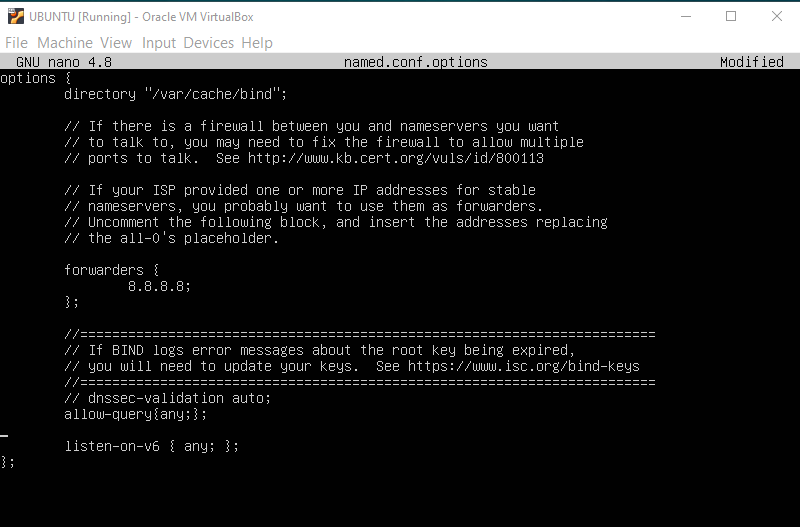 UBUNTU [Running] - Oracle VM VirtualBox
File Machine View Input Devices Help
GNU nano 4.8 named.conf.options Modified
options {
directory "/var/cache/bind";
// If there is a firewall between you and nameservers you want
// to talk to, you may need to fix the firewall to allow multiple
// ports to talk.  See http://www.kb.cert.org/vuls/id/800113
// If your ISP provided one or more IP addresses for stable
// nameservers, you probably want to use them as forwarders.
// Uncomment the following block, and insert the addresses replacing
// the all-0's placeholder.
forwarders {
8.8.8.8;
};
//========================================================================
// If BIND logs error messages about the root key being expired,
// you will need to update your keys.  See https://www.isc.org/bind-keys
//========================================================================
// dnssec-validation auto;
allow-query{any;};
listen-on-v6 { any; };
};